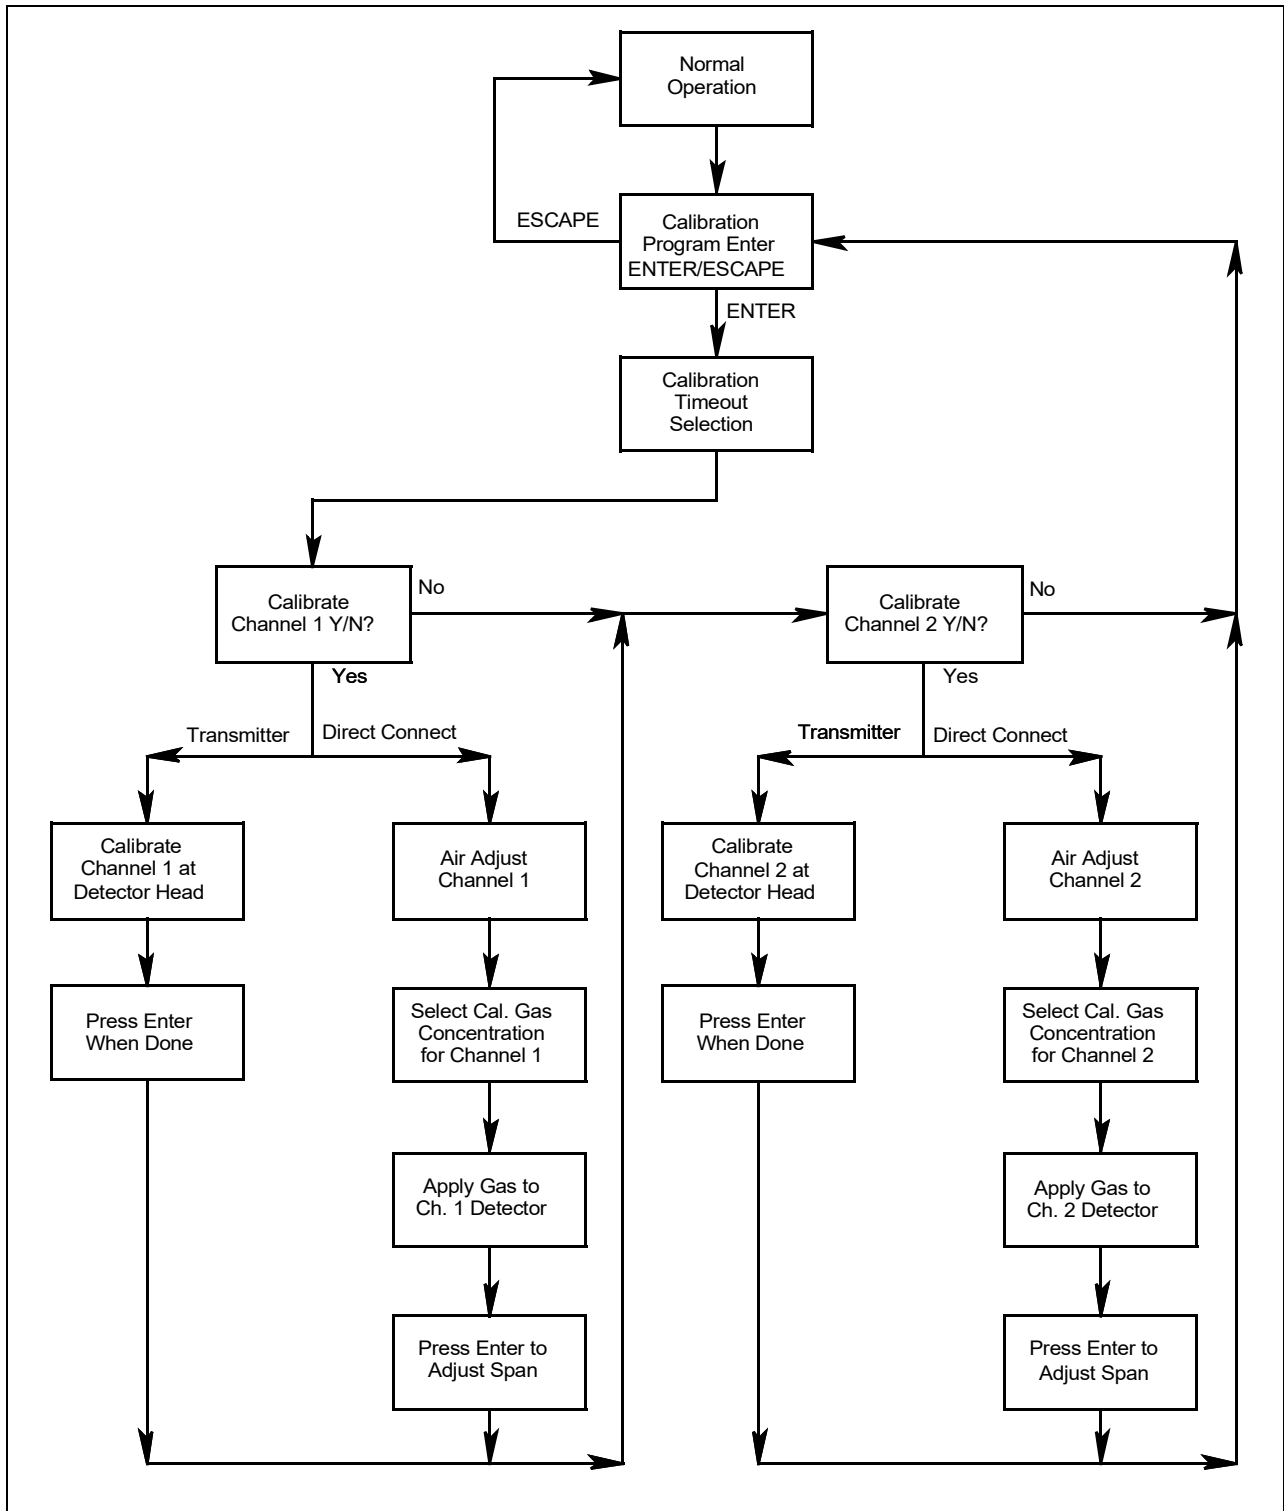 Normal
Operation
ESCAPE
Calibration
Program Enter
ENTER/ESCAPE
ENTER
Calibration
Timeout
Selection
Calibrate
Channel 1 Y/N?
No
Yes
Calibrate
Channel 2 Y/N?
No
Yes
Transmitter
Direct Connect
Transmitter
Direct Connect
Calibrate
Channel 1 at
Detector Head
Air Adjust
Channel 1
Calibrate
Channel 2 at
Detector Head
Air Adjust
Channel 2
Press Enter
When Done
Select Cal. Gas
Concentration
for Channel 1
Press Enter
When Done
Select Cal. Gas
Concentration
for Channel 2
Apply Gas to
Ch. 1 Detector
Apply Gas to
Ch. 2 Detector
Press Enter to
Adjust Span
Press Enter to
Adjust Span